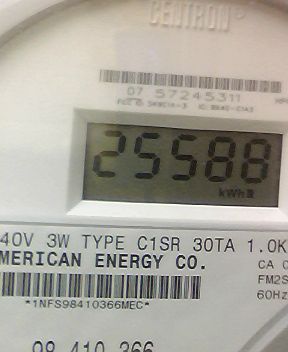 CENTRON®
07 57245311
25588
kWh
40V 3W TYPE C1SR 30TA 1.0K
MERICAN ENERGY CO.
CA 0
*1NFS98410366MEC*
FM2S
60Hz
98 410 366